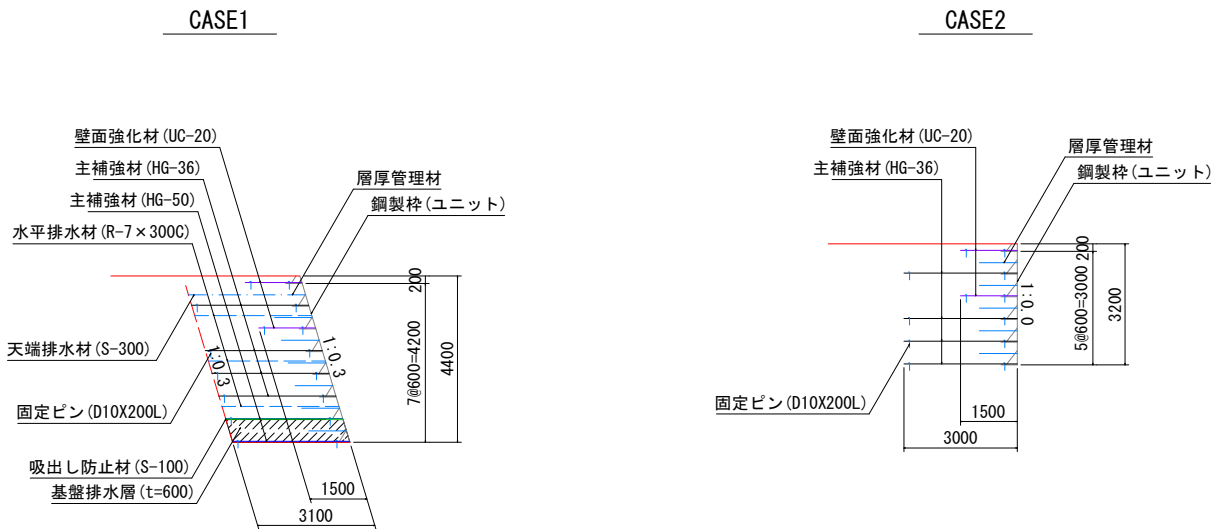 CASE1
壁面強化材(UC-20)
主補強材(HG-36)
主補強材(HG-50)
水平排水材(R-7×300C)
層厚管理材
鋼製枠(ユニット)
200
7@600=4200
4400
1:0.3
1:0.3
天端排水材(S-300)
固定ピン(D10X200L)
吸出し防止材(S-100)
基盤排水層(t=600)
1500
3100
CASE2
壁面強化材(UC-20)
主補強材(HG-36)
層厚管理材
鋼製枠(ユニット)
200
5@600=3000
3200
1:0.0
固定ピン(D10X200L)
1500
3000